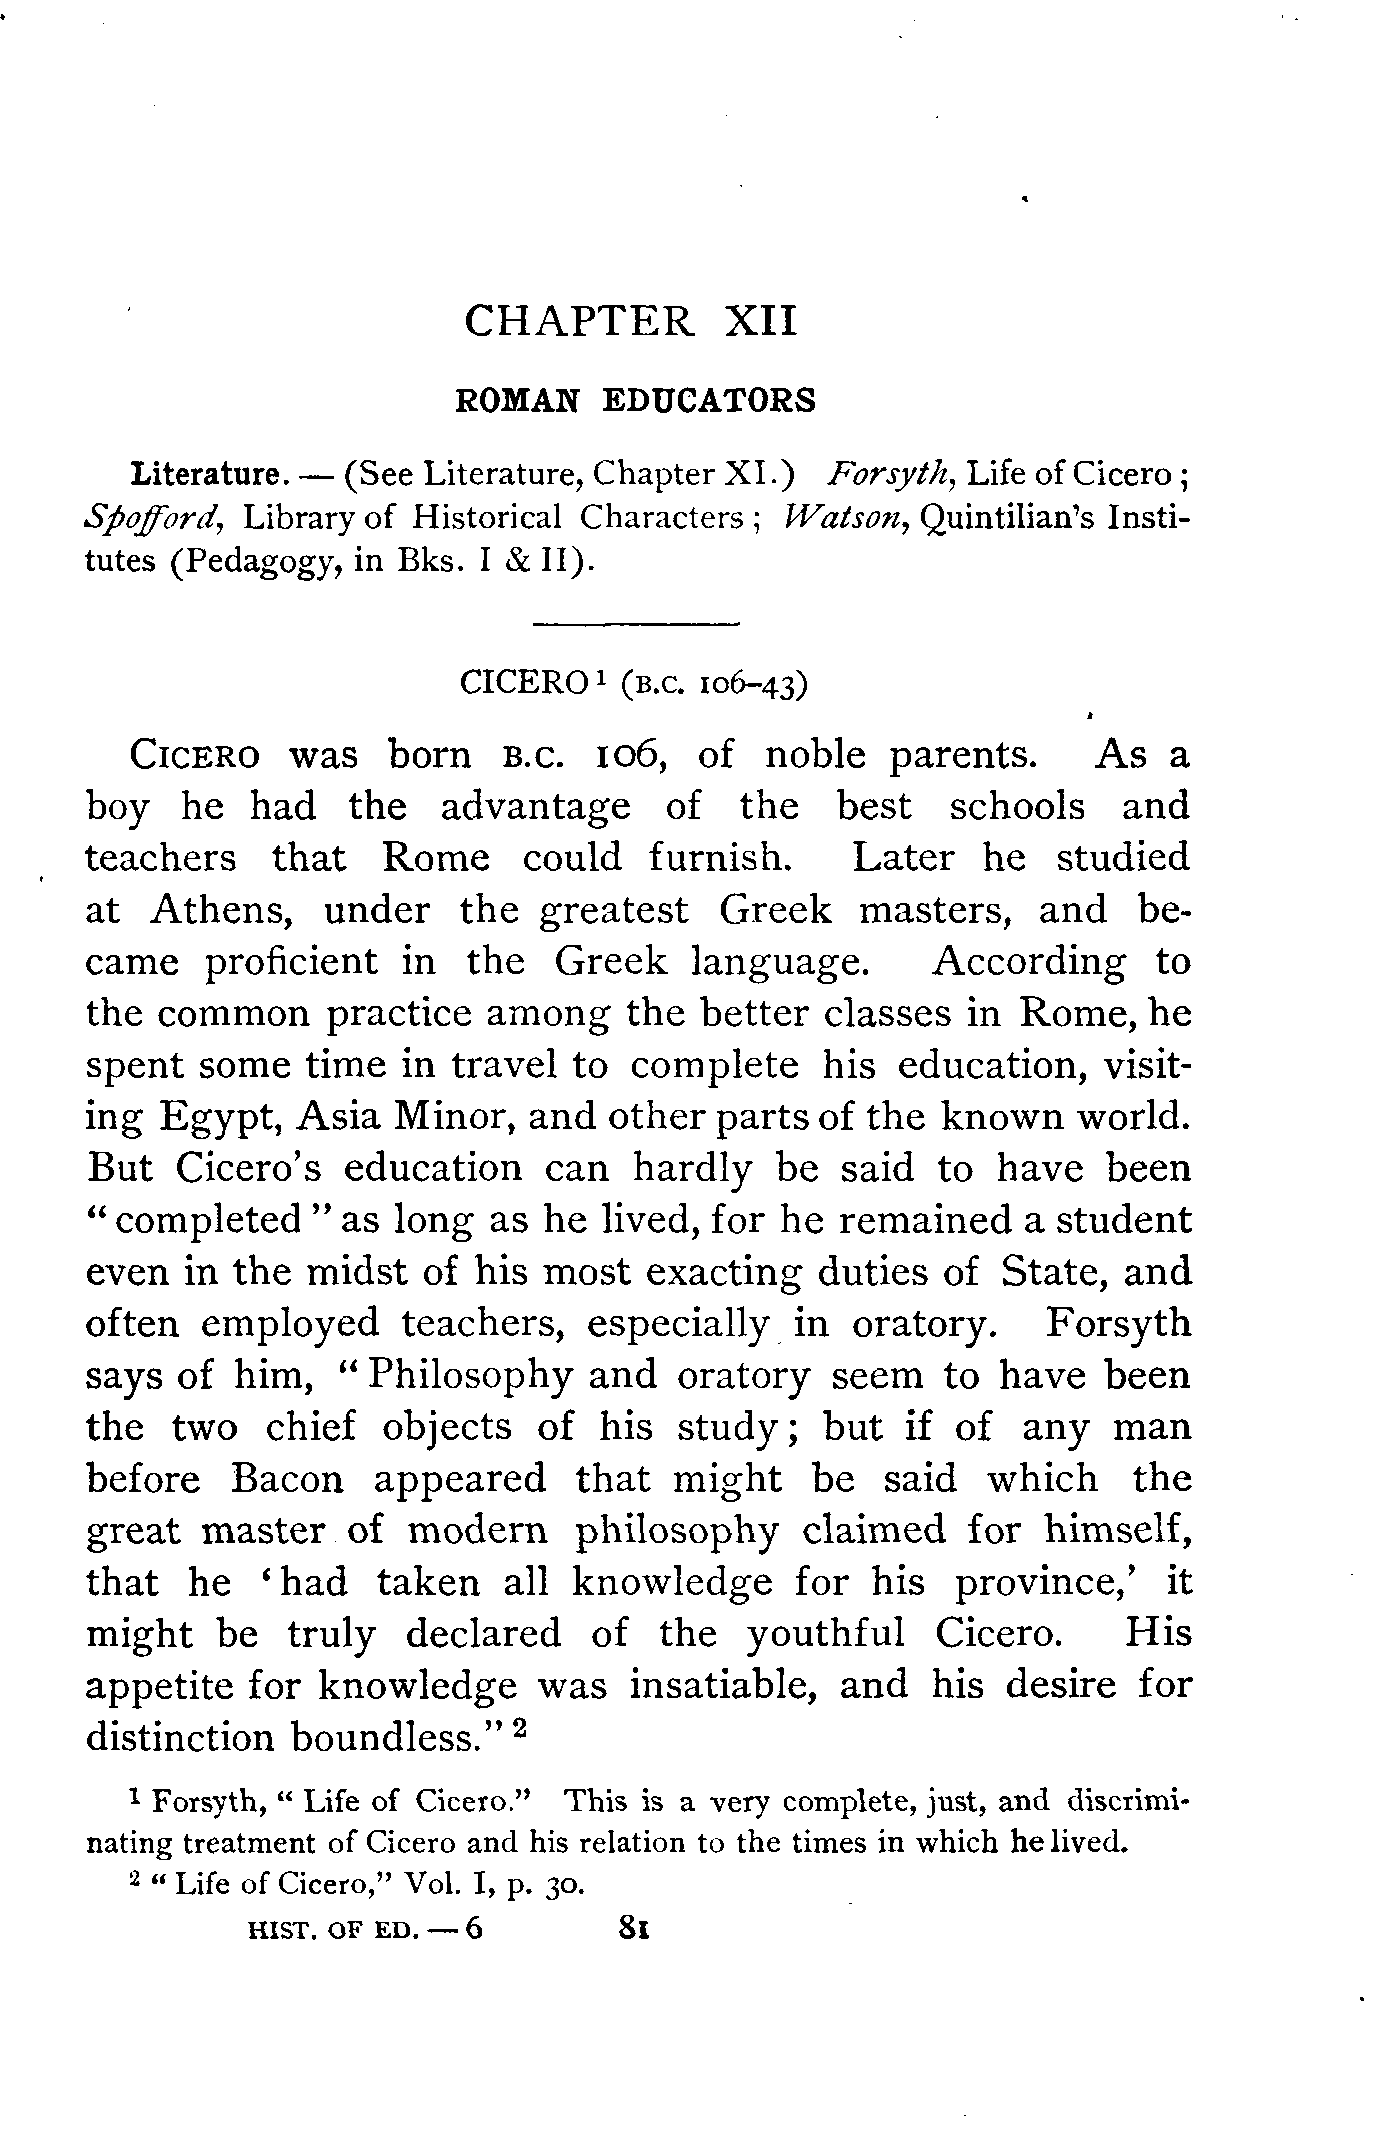 CHAPTER XII
ROMAN EDUCATORS
Literature. — (See Literature, Chapter XI.) Forsyth, Life of Cicero;
Spofford, Library of Historical Characters; Watson, Quintilian's Insti-
tutes (Pedagogy, in Bks. I & II).
CICERO¹ (B.C. 106–43)
CICERO was born B.C. 106, of noble parents. As a
boy he had the advantage of the best schools and
teachers that Rome could furnish. Later he studied
at Athens, under the greatest Greek masters, and be-
came proficient in the Greek language. According to
the common practice among the better classes in Rome, he
spent some time in travel to complete his education, visit-
ing Egypt, Asia Minor, and other parts of the known world.
But Cicero's education can hardly be said to have been
"completed" as long as he lived, for he remained a student
even in the midst of his most exacting duties of State, and
often employed teachers, especially in oratory. Forsyth
says of him, "Philosophy and oratory seem to have been
the two chief objects of his study; but if of any man
before Bacon appeared that might be said which the
great master of modern philosophy claimed for himself,
that he 'had taken all knowledge for his province,' it
might be truly declared of the youthful Cicero. His
appetite for knowledge was insatiable, and his desire for
distinction boundless."²
¹ Forsyth, "Life of Cicero." This is a very complete, just, and discrimi-
nating treatment of Cicero and his relation to the times in which he lived.
² "Life of Cicero," Vol. I, p. 30.
HIST. OF ED. — 6 81